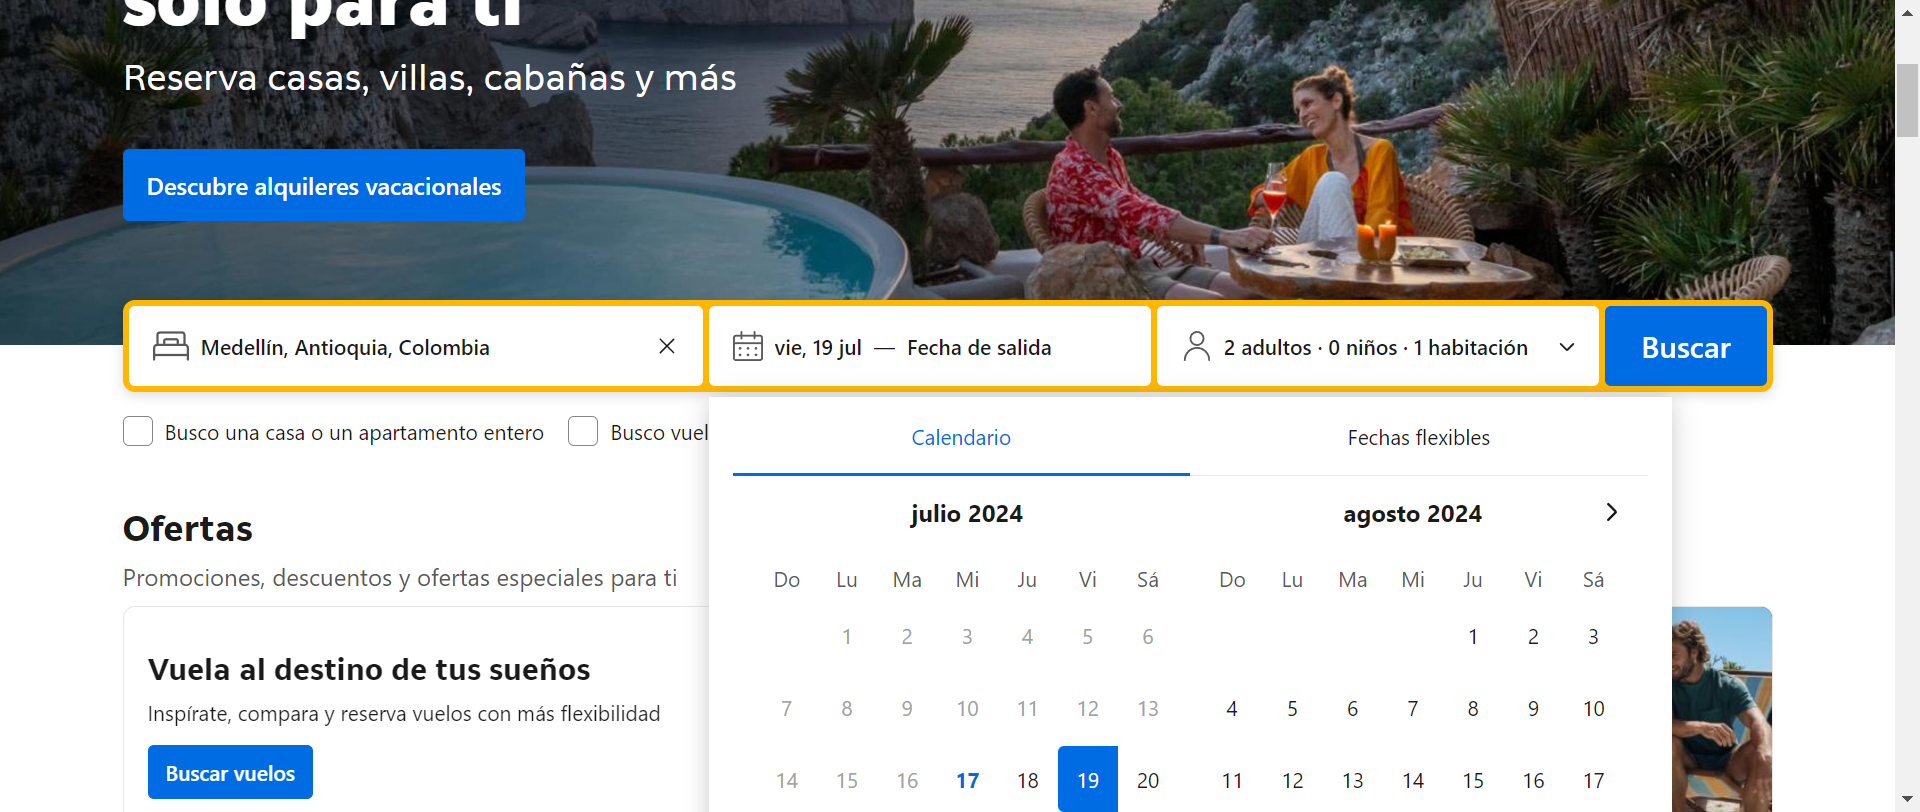 solo para ti
Reserva casas, villas, cabañas y más
Descubre alquileres vacacionales
Medellín, Antioquia, Colombia
vie, 19 jul — Fecha de salida
2 adultos · 0 niños · 1 habitación
Buscar
Busco una casa o un apartamento entero
Busco vuel
Calendario
Fechas flexibles
Ofertas
Promociones, descuentos y ofertas especiales para ti
Vuela al destino de tus sueños
Inspírate, compara y reserva vuelos con más flexibilidad
Buscar vuelos
julio 2024
Do Lu Ma Mi Ju Vi Sá
1 2 3 4 5 6
7 8 9 10 11 12 13
14 15 16 17 18 19 20
agosto 2024
Do Lu Ma Mi Ju Vi Sá
1 2 3
4 5 6 7 8 9 10
11 12 13 14 15 16 17